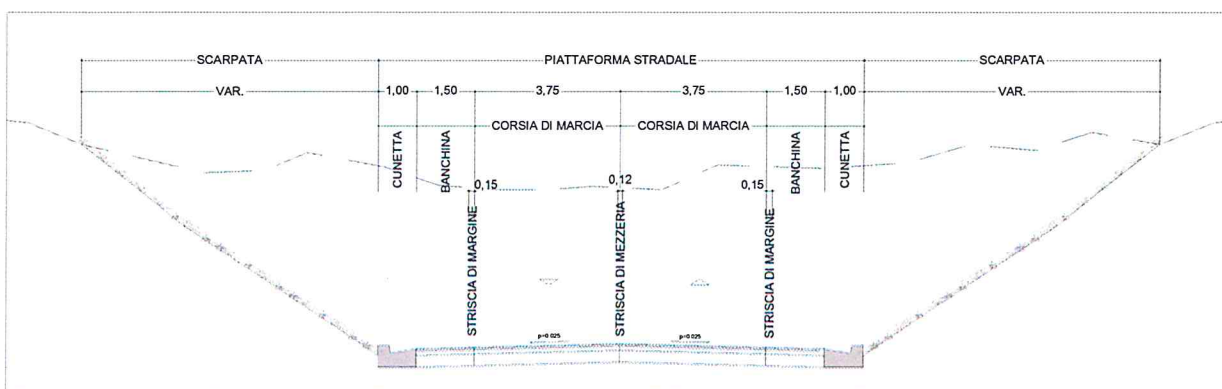 SCARPATA PIATTAFORMA STRADALE SCARPATA
VAR. 1,00 1,50 3,75 3,75 1,50 1,00 VAR.
CUNETTA
BANCHINA
CORSIA DI MARCIA CORSIA DI MARCIA
BANCHINA
CUNETTA
0,15 0,12 0,15
STRISCIA DI MARGINE
STRISCIA DI MEZZERIA
STRISCIA DI MARGINE
p=0.025 p=0.025